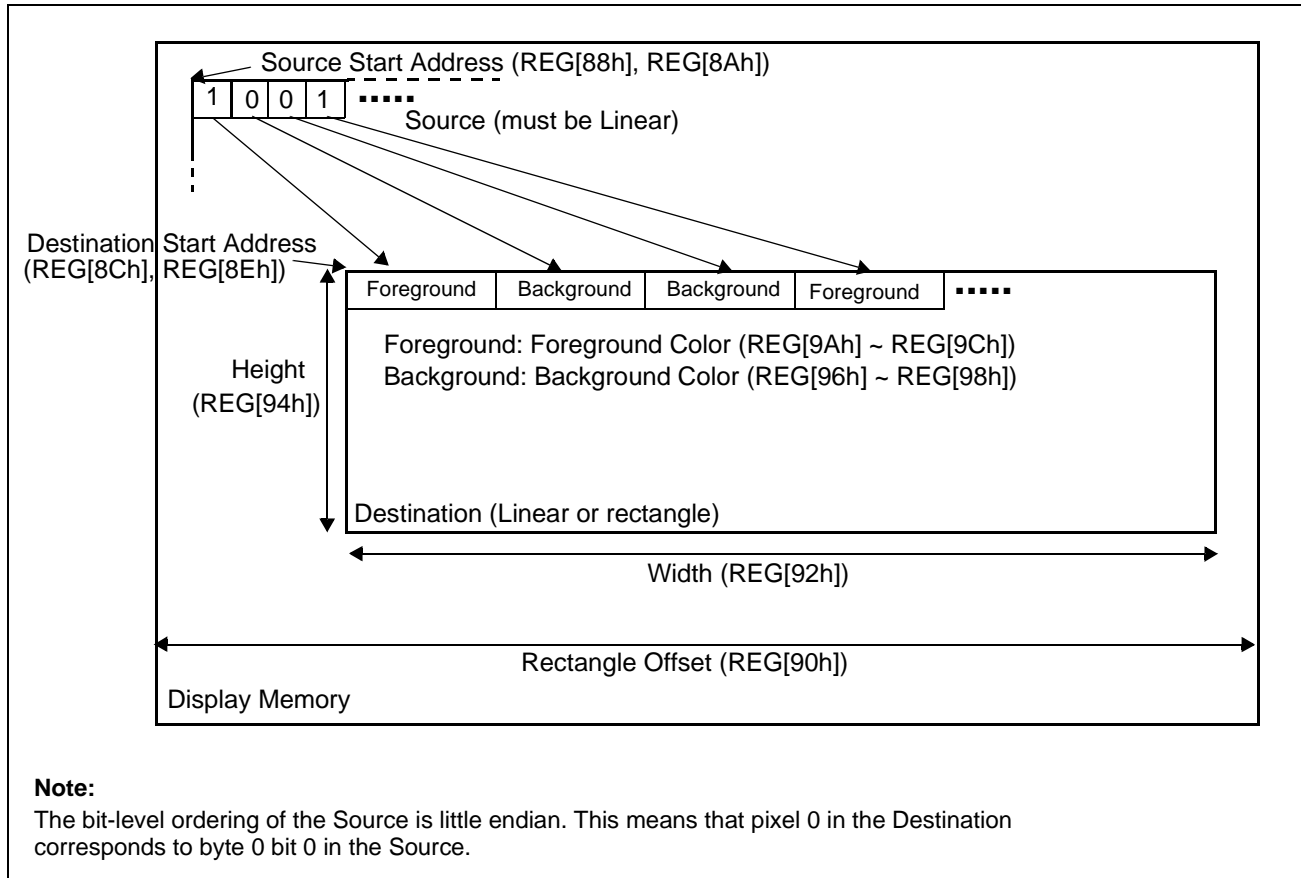 Source Start Address (REG[88h], REG[8Ah])
1 0 0 1
Source (must be Linear)
Destination Start Address
(REG[8Ch], REG[8Eh])
Foreground Background Background Foreground
Foreground: Foreground Color (REG[9Ah] ~ REG[9Ch])
Background: Background Color (REG[96h] ~ REG[98h])
Height
(REG[94h])
Destination (Linear or rectangle)
Width (REG[92h])
Rectangle Offset (REG[90h])
Display Memory
Note:
The bit-level ordering of the Source is little endian. This means that pixel 0 in the Destination
corresponds to byte 0 bit 0 in the Source.